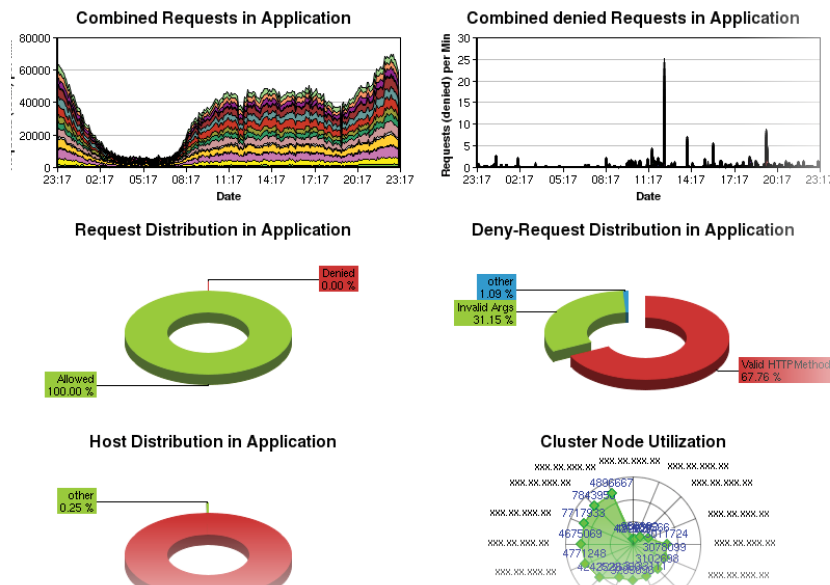 Combined Requests in Application
80000
60000
40000
20000
0
23:17 02:17 05:17 08:17 11:17 14:17 17:17 20:17 23:17
Date
Combined denied Requests in Application
Requests (denied) per Min
30
25
20
15
10
5
0
23:17 02:17 05:17 08:17 11:17 14:17 17:17 20:17 23:17
Date
Request Distribution in Application
Denied
0.00 %
Allowed
100.00 %
Deny-Request Distribution in Application
other
1.09 %
Invalid Args
31.15 %
Valid HTTPMethod
67.76 %
Host Distribution in Application
other
0.25 %
Cluster Node Utilization
xxx.xx.xxx.xx
xxx.xx.xxx.xx
xxx.xx.xxx.xx
xxx.xx.xxx.xx
xxx.xx.xxx.xx
xxx.xx.xxx.xx
xxx.xx.xxx.xx
xxx.xx.xxx.xx
xxx.xx.xxx.xx
xxx.xx.xxx.xx
xxx.xx.xxx.xx
4896667
7717933
4675069
4771248
3078099